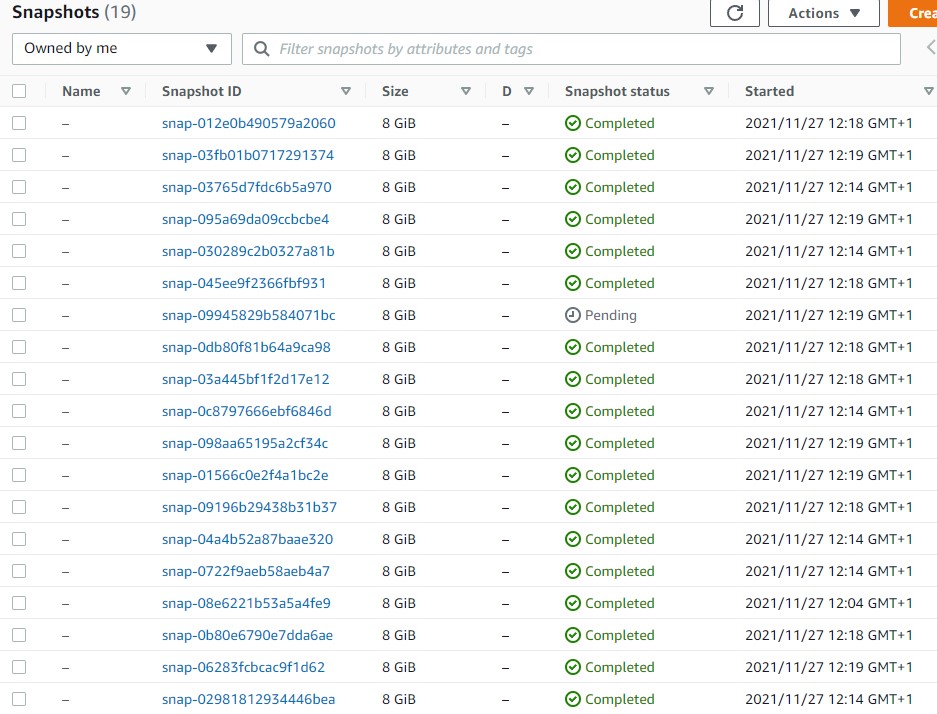 Snapshots (19) Actions Crea
Owned by me Filter snapshots by attributes and tags
Name Snapshot ID Size D Snapshot status Started
– snap-012e0b490579a2060 8 GiB – Completed 2021/11/27 12:18 GMT+1
– snap-03fb01b0717291374 8 GiB – Completed 2021/11/27 12:19 GMT+1
– snap-03765d7fdc6b5a970 8 GiB – Completed 2021/11/27 12:14 GMT+1
– snap-095a69da09ccbcbe4 8 GiB – Completed 2021/11/27 12:19 GMT+1
– snap-030289c2b0327a81b 8 GiB – Completed 2021/11/27 12:14 GMT+1
– snap-045ee9f2366fbf931 8 GiB – Completed 2021/11/27 12:18 GMT+1
– snap-09945829b584071bc 8 GiB – Pending 2021/11/27 12:19 GMT+1
– snap-0db80f81b64a9ca98 8 GiB – Completed 2021/11/27 12:18 GMT+1
– snap-03a445bf1f2d17e12 8 GiB – Completed 2021/11/27 12:18 GMT+1
– snap-0c8797666ebf6846d 8 GiB – Completed 2021/11/27 12:14 GMT+1
– snap-098aa65195a2cf34c 8 GiB – Completed 2021/11/27 12:19 GMT+1
– snap-01566c0e2f4a1bc2e 8 GiB – Completed 2021/11/27 12:19 GMT+1
– snap-09196b29438b31b37 8 GiB – Completed 2021/11/27 12:18 GMT+1
– snap-04a4b52a87baae320 8 GiB – Completed 2021/11/27 12:14 GMT+1
– snap-0722f9aeb58aeb4a7 8 GiB – Completed 2021/11/27 12:14 GMT+1
– snap-08e6221b53a5a4fe9 8 GiB – Completed 2021/11/27 12:04 GMT+1
– snap-0b80e6790e7dda6ae 8 GiB – Completed 2021/11/27 12:18 GMT+1
– snap-06283fcbcac9f1d62 8 GiB – Completed 2021/11/27 12:19 GMT+1
– snap-02981812934446bea 8 GiB – Completed 2021/11/27 12:14 GMT+1